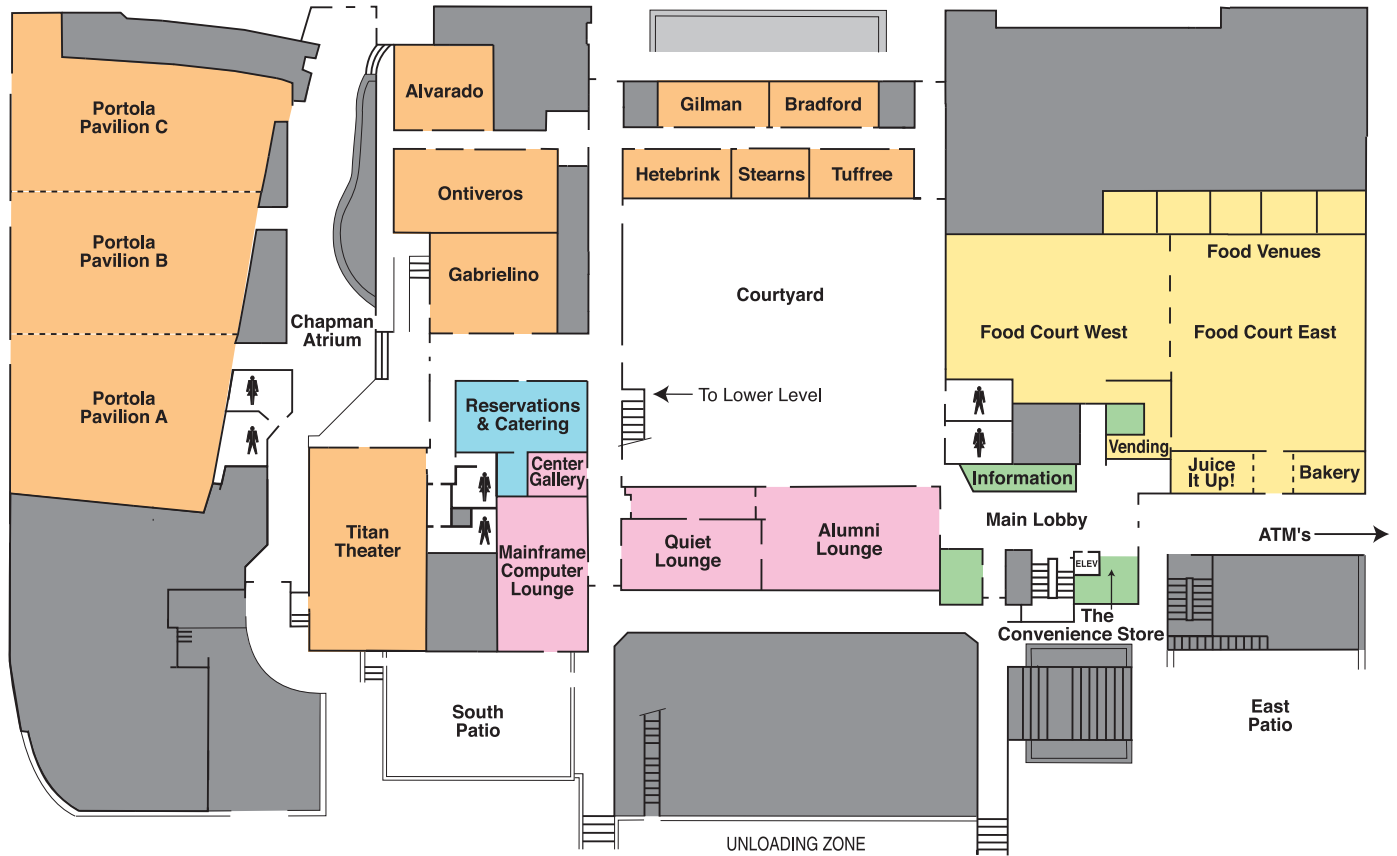 Portola
Pavilion C
Alvarado
Gilman
Bradford
Ontiveros
Hetebrink
Stearns
Tuffree
Portola
Pavilion B
Gabrielino
Courtyard
Food Venues
Chapman
Atrium
Food Court West
Food Court East
Portola
Pavilion A
Reservations
& Catering
To Lower Level
Center
Gallery
Vending
Information
Juice
It Up!
Bakery
Titan
Theater
Mainframe
Computer
Lounge
Quiet
Lounge
Alumni
Lounge
Main Lobby
ATM's
ELEV
The
Convenience Store
South
Patio
East
Patio
UNLOADING ZONE